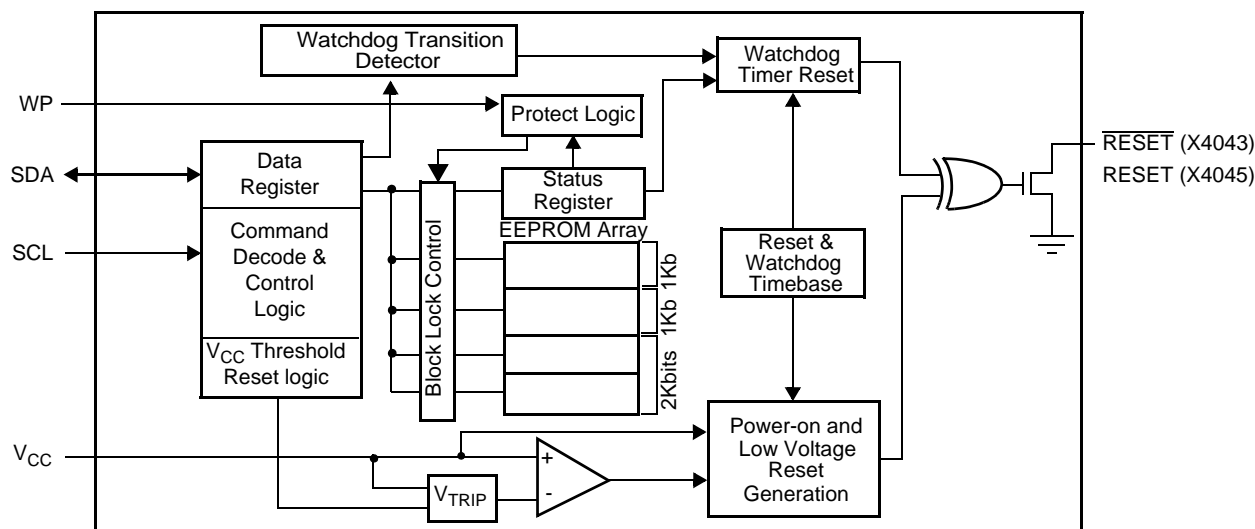 Watchdog Transition
Detector
Watchdog
Timer Reset
WP
Protect Logic
RESET (X4043)
RESET (X4045)
SDA
Data
Register
Status
Register
SCL
Command
Decode &
Control
Logic
Block Lock Control
EEPROM Array
1Kb
1Kb
2Kbits
Reset &
Watchdog
Timebase
VCC Threshold
Reset logic
VCC
VTRIP
+
-
Power-on and
Low Voltage
Reset
Generation